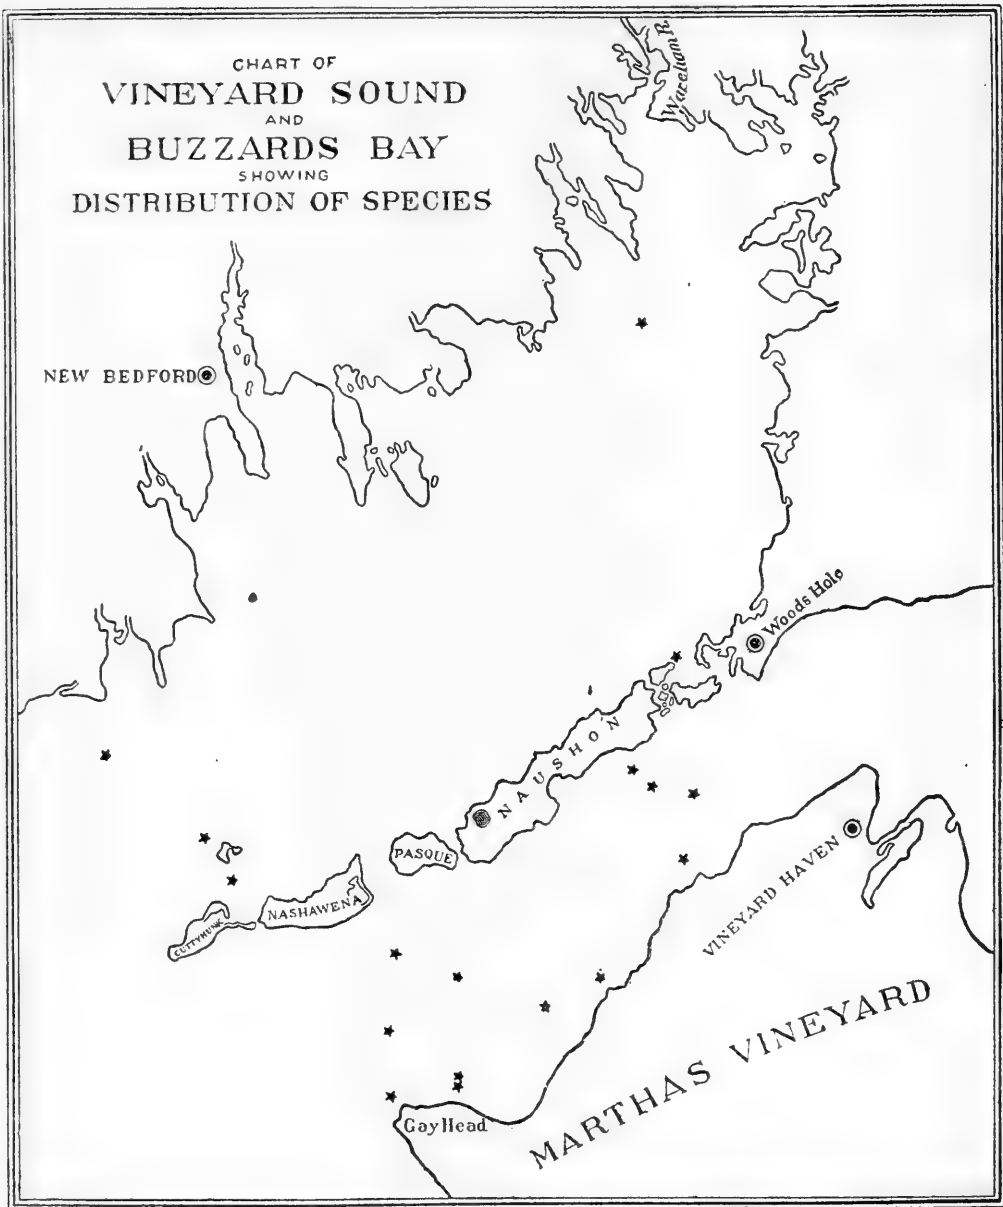 CHART OF
VINEYARD SOUND
AND
BUZZARDS BAY
SHOWING
DISTRIBUTION OF SPECIES
Wareham R.
NEW BEDFORD
Woods Hole
NAUSHON
PASQUE
VINEYARD HAVEN
NASHAWENA
CUTTYHUNK
MARTHAS VINEYARD
Gay Head